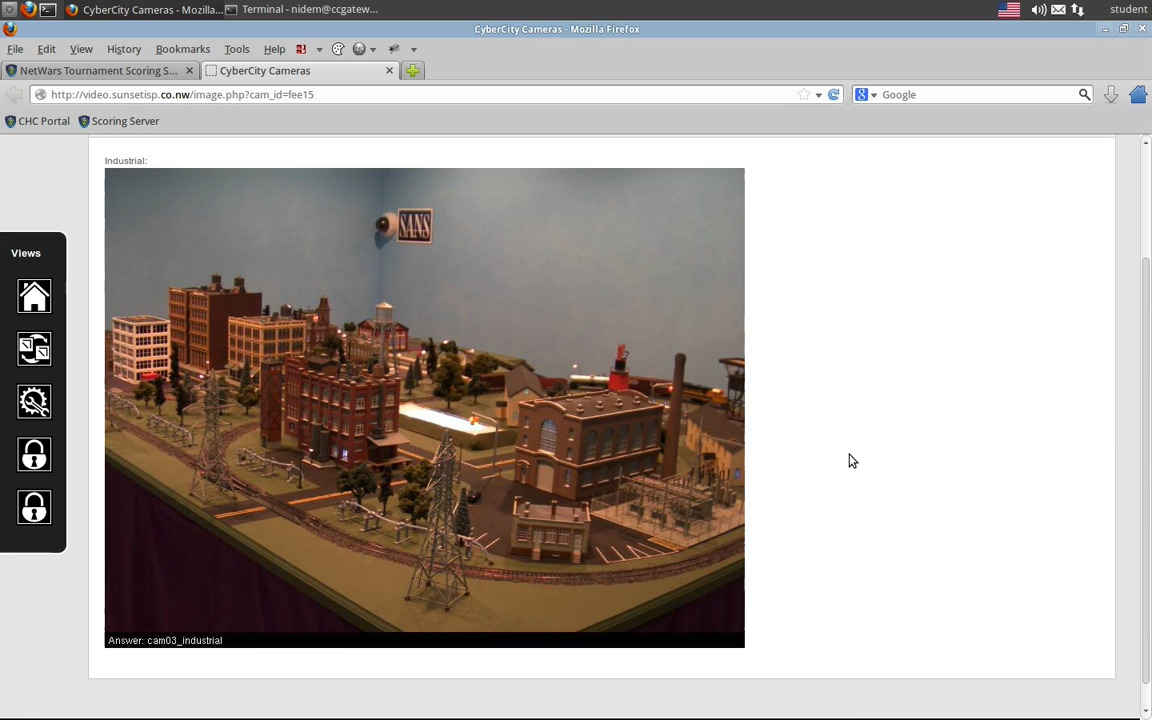 CyberCity Cameras - Mozilla... Terminal - nidem@ccgatew... student
CyberCity Cameras - Mozilla Firefox
File Edit View History Bookmarks Tools Help
NetWars Tournament Scoring S... CyberCity Cameras
http://video.sunsetisp.co.nw/image.php?cam_id=fee15 Google
CHC Portal Scoring Server
Industrial:
SANS
Views
Answer: cam03_industrial